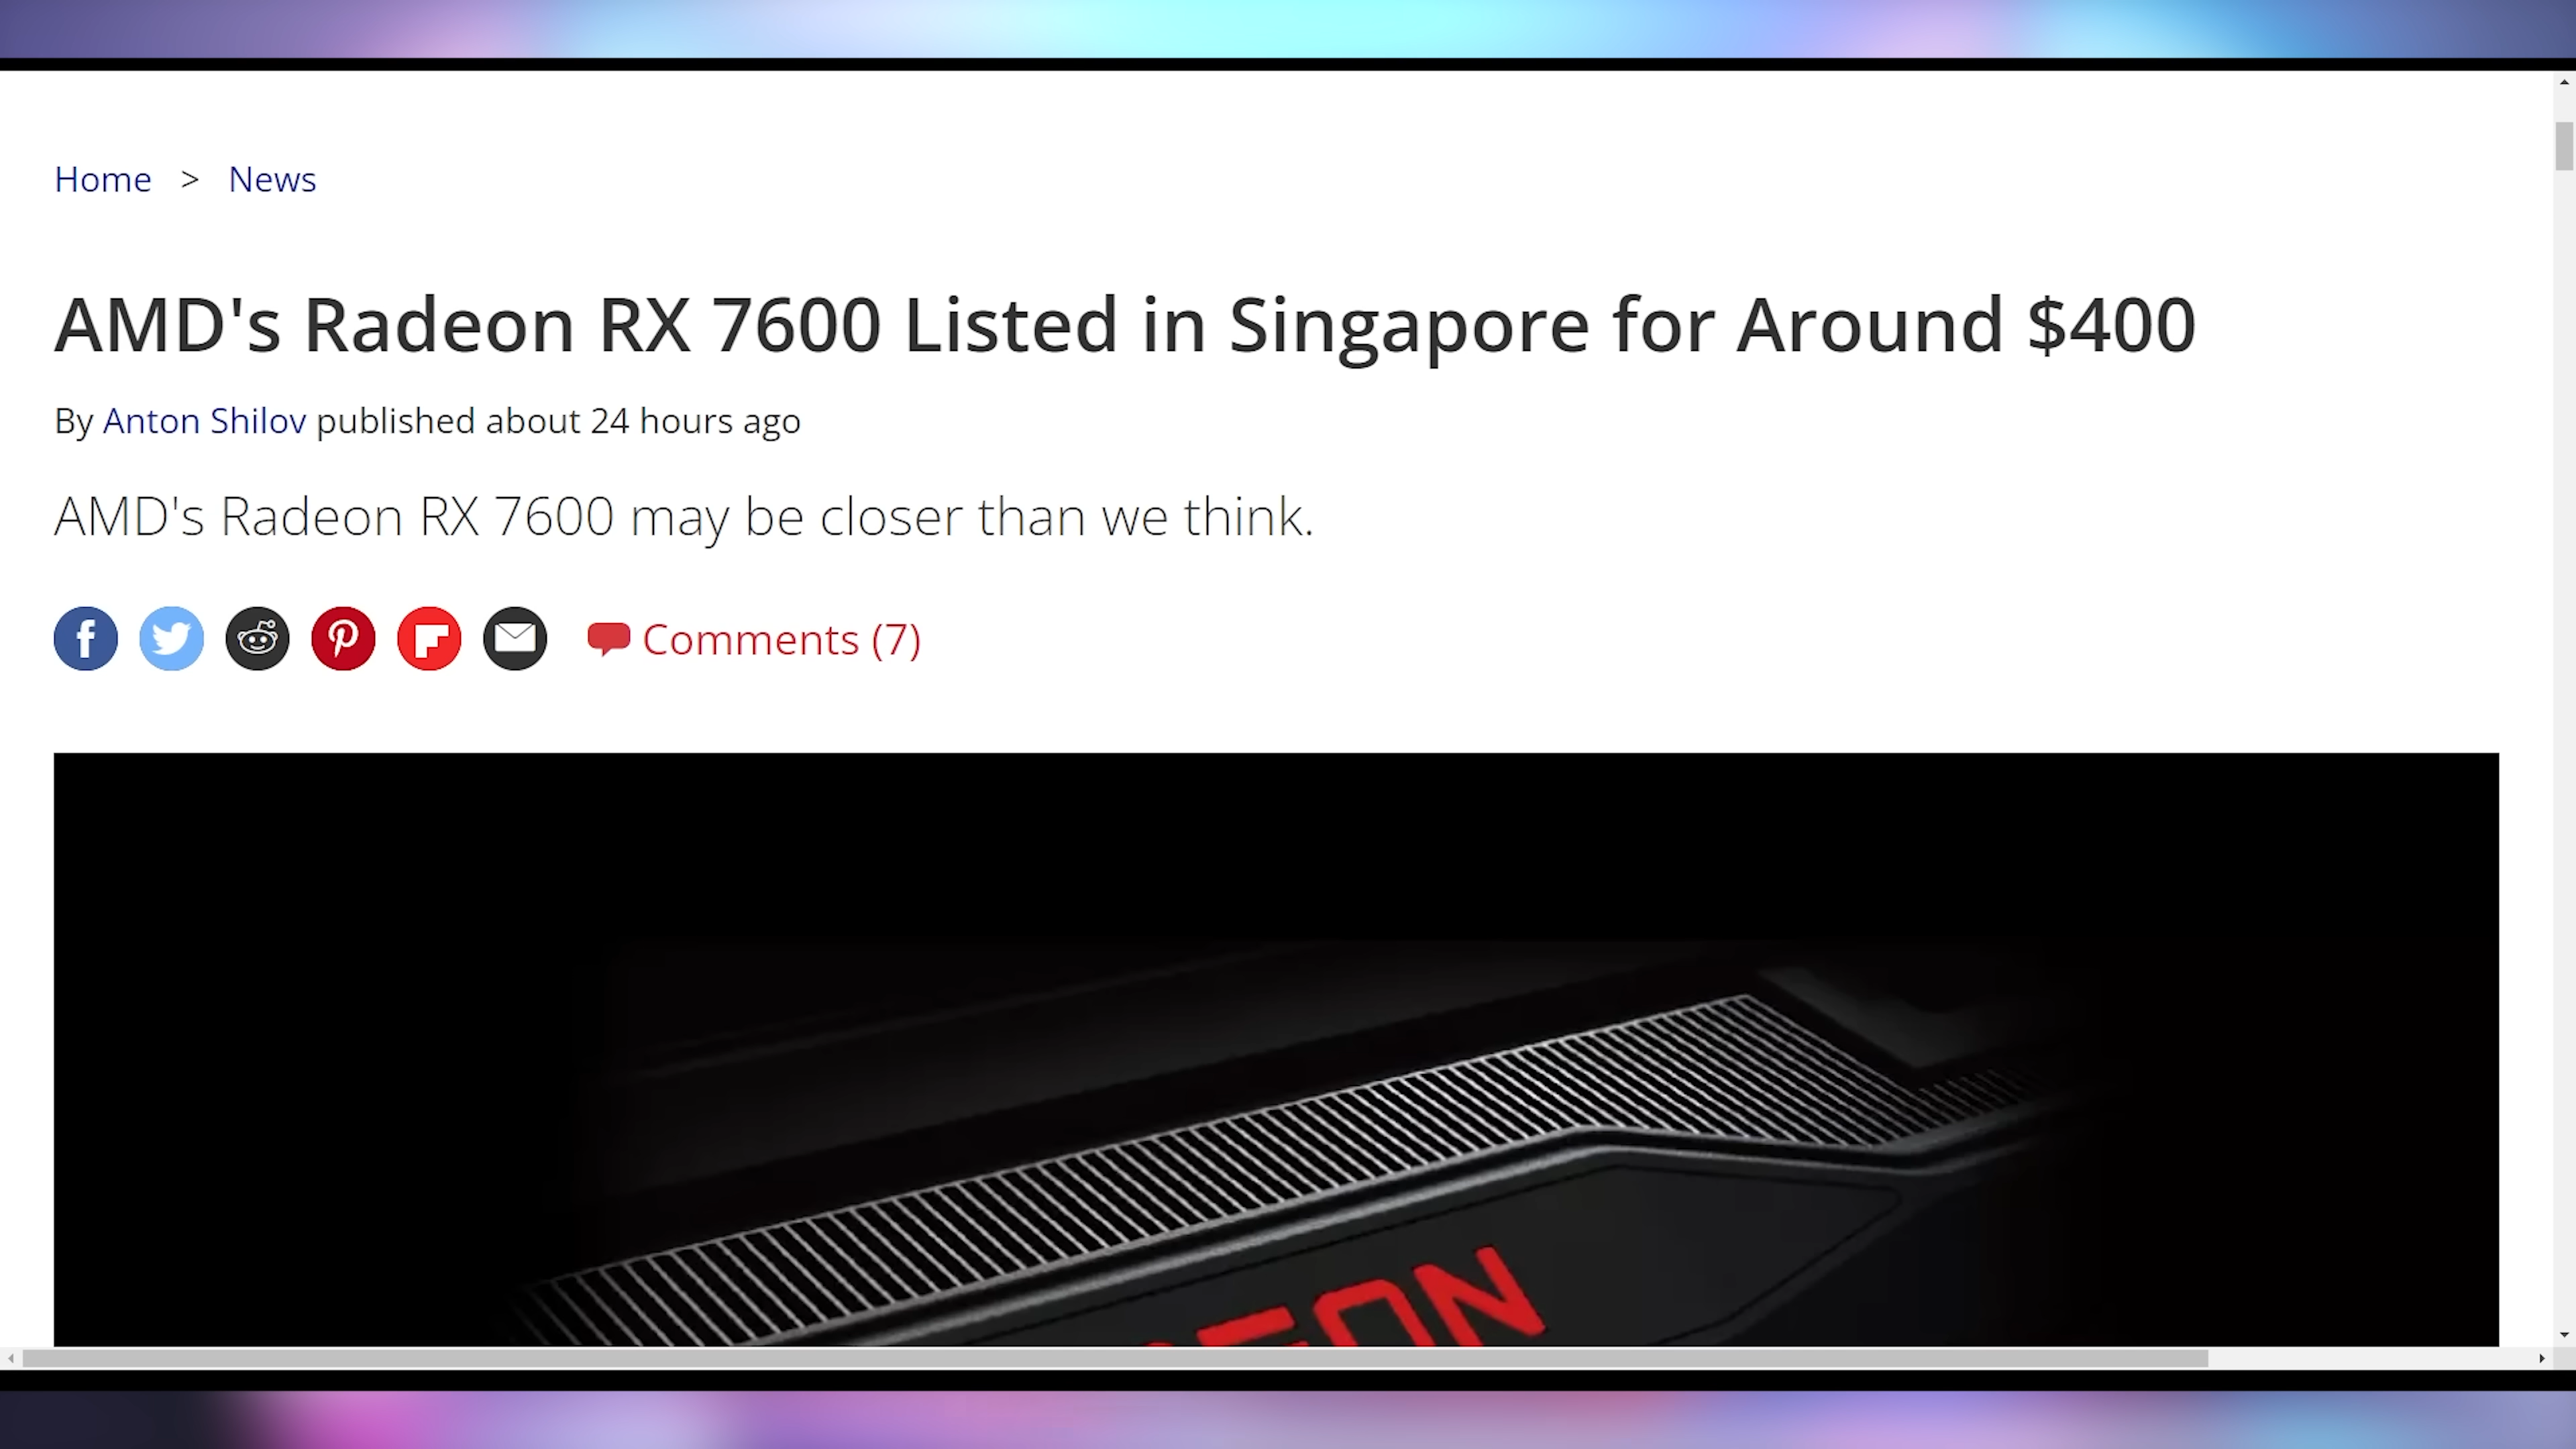 Home > News
AMD's Radeon RX 7600 Listed in Singapore for Around $400
By Anton Shilov published about 24 hours ago
AMD's Radeon RX 7600 may be closer than we think.
Comments (7)
EON